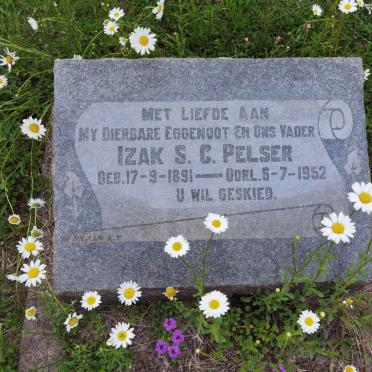 MET LIEFDE AAN
MY DIERBARE EGGENOOT EN ONS VADER
IZAK S. C. PELSER
GEB. 17-9-1891 — OORL. 5-7-1952
U WIL GESKIED.